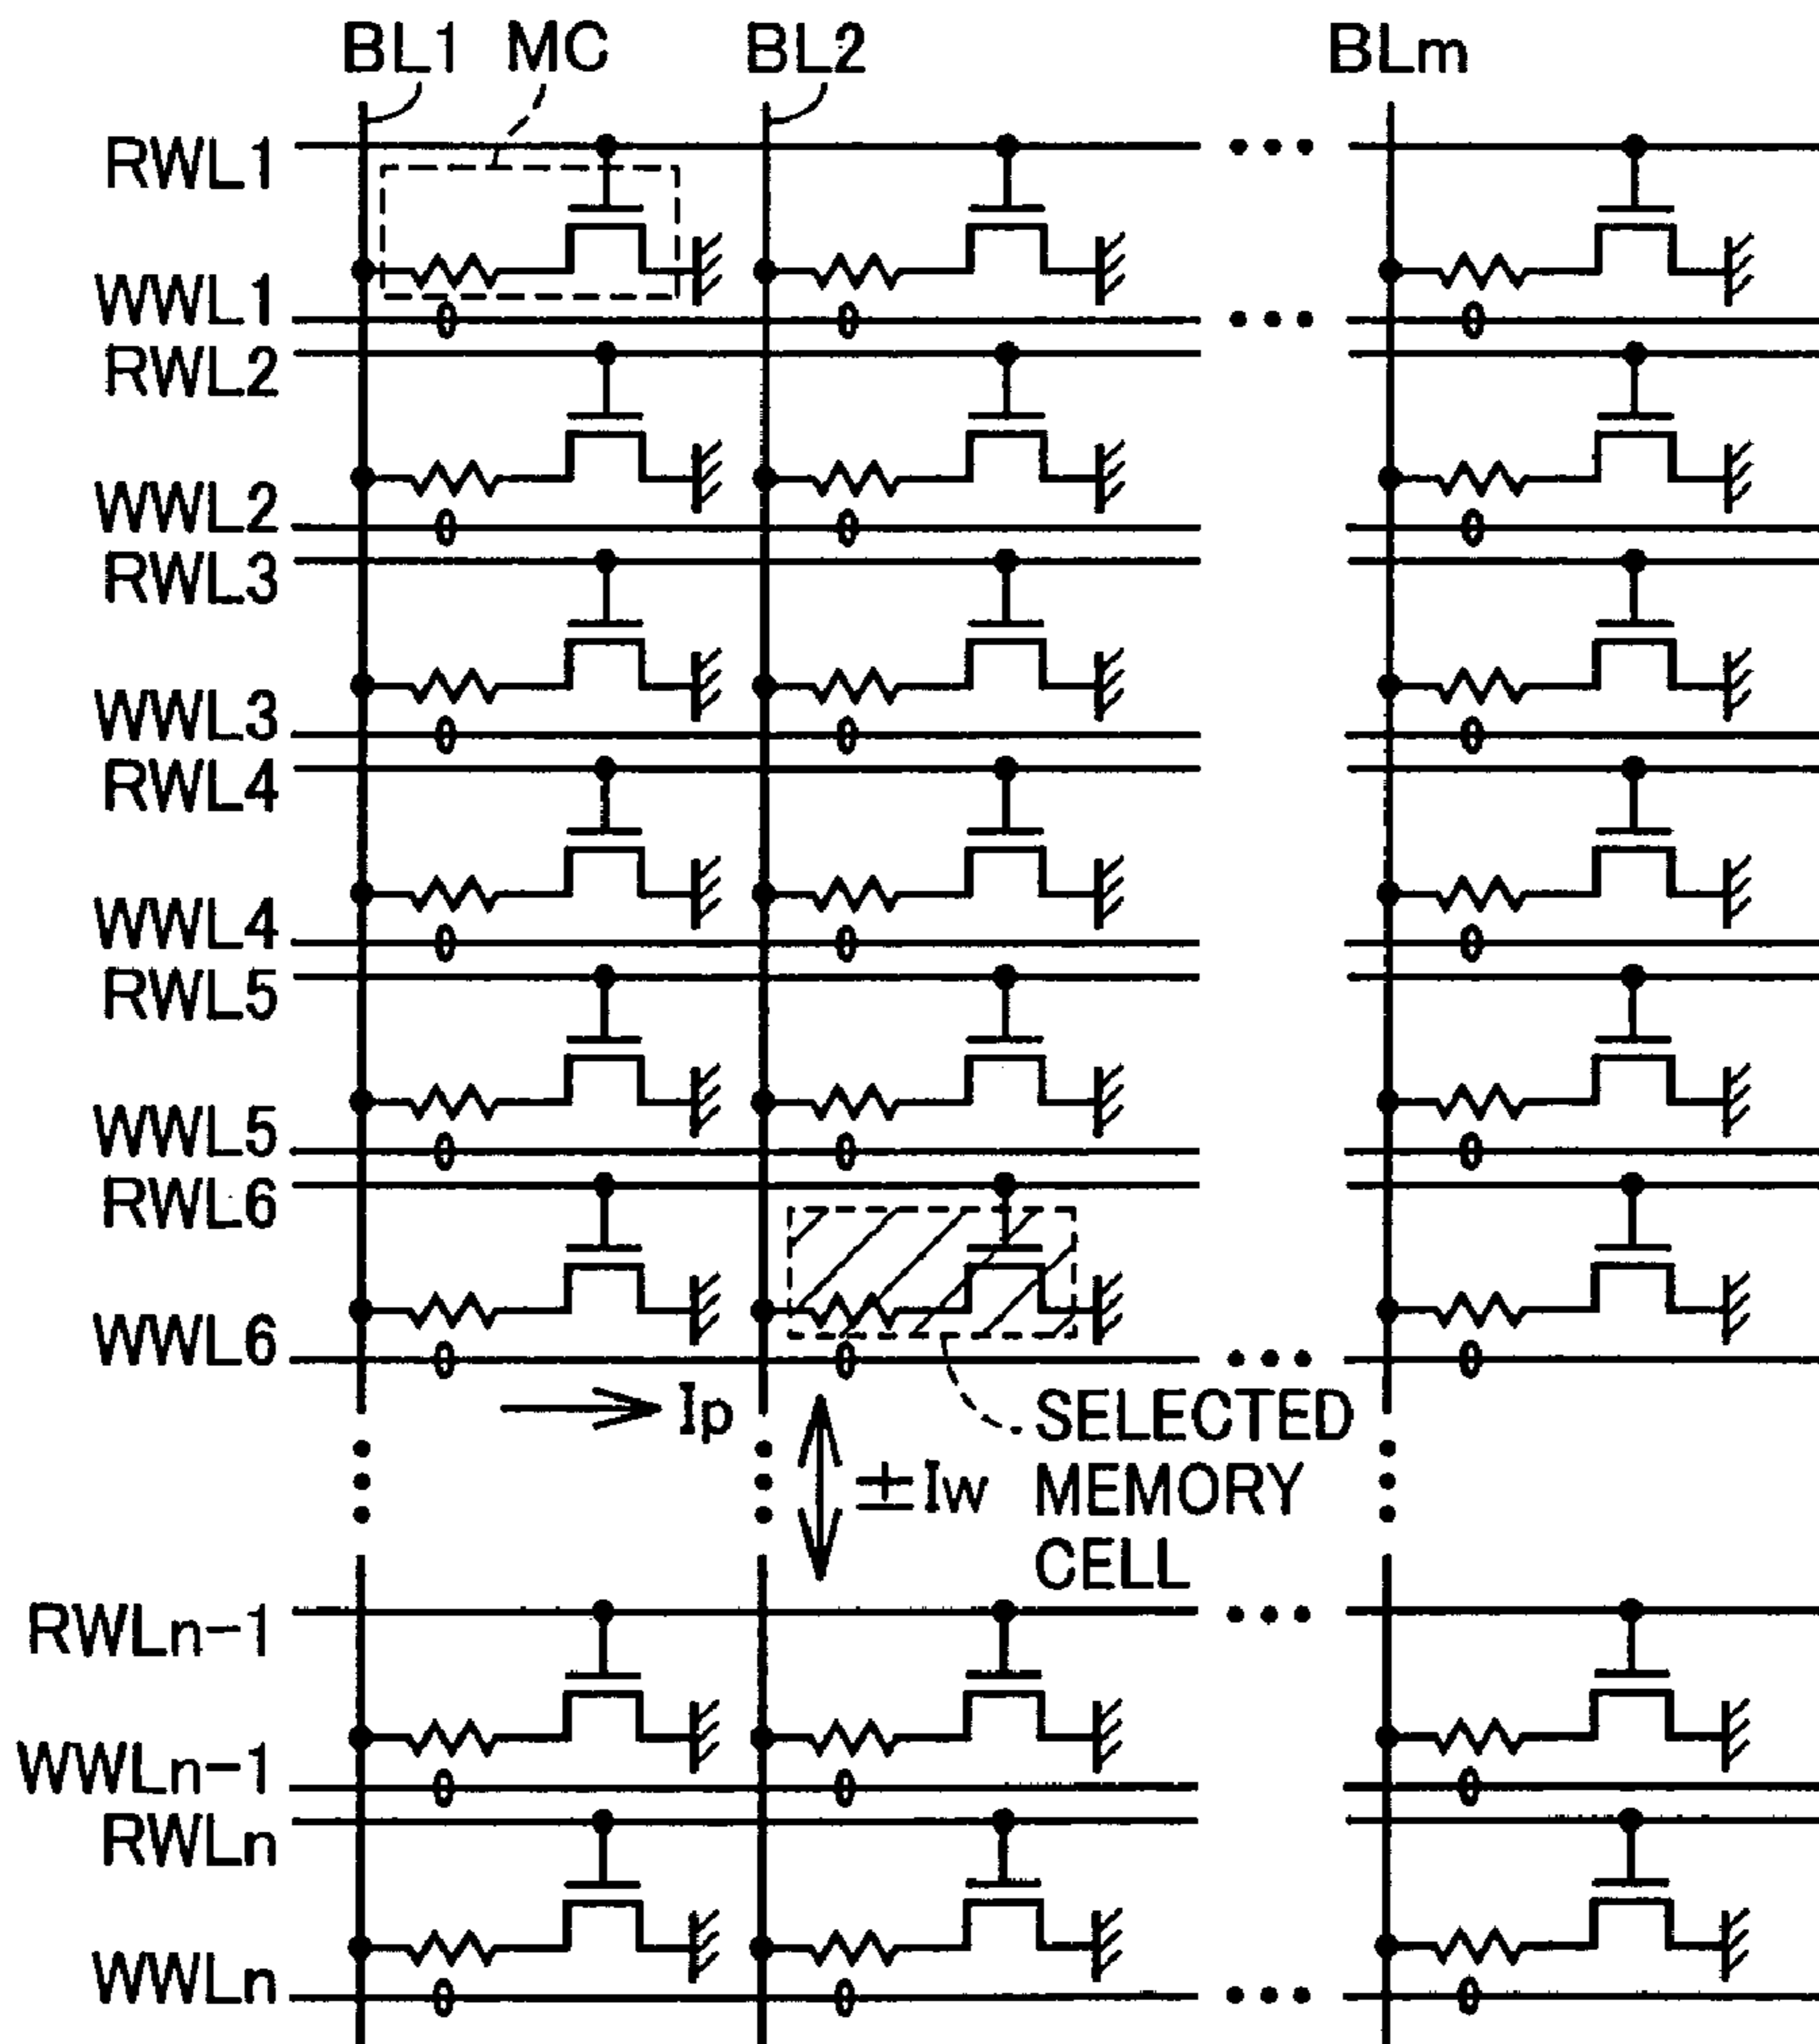 BL1 MC BL2 BLm
RWL1
WWL1
RWL2
WWL2
RWL3
WWL3
RWL4
WWL4
RWL5
WWL5
RWL6
WWL6
Ip
±Iw
SELECTED
MEMORY
CELL
RWLn-1
WWLn-1
RWLn
WWLn